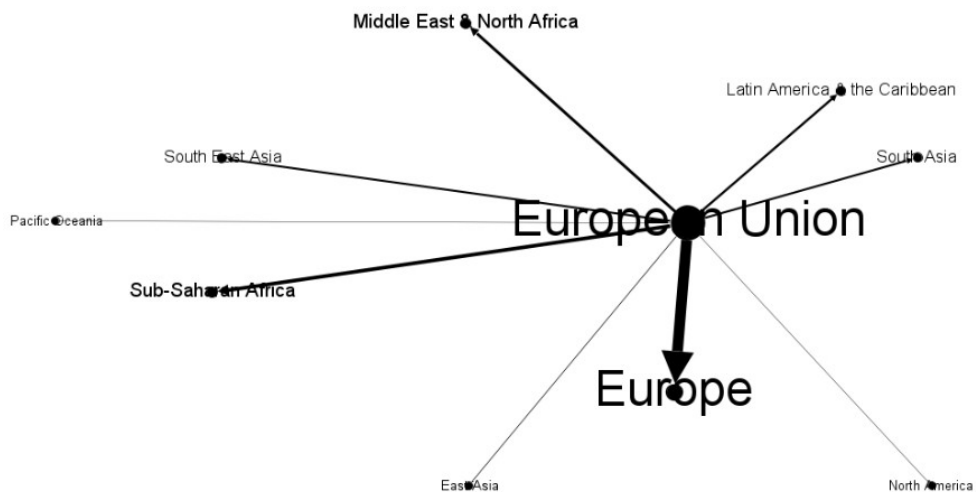 Middle East & North Africa
Latin America & the Caribbean
South East Asia
South Asia
Pacific Oceania
European Union
Sub-Saharan Africa
Europe
East Asia
North America